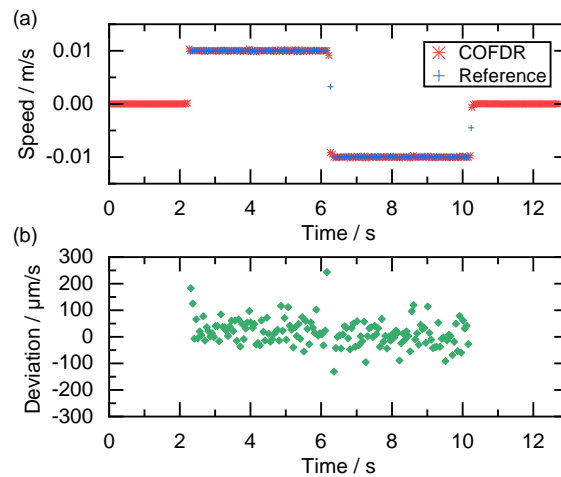 (a)
0.01
0.00
-0.01
Speed / m/s
COFDR
Reference
0 2 4 6 8 10 12
Time / s
(b)
300
200
100
0
-100
-200
-300
Deviation / μm/s
0 2 4 6 8 10 12
Time / s